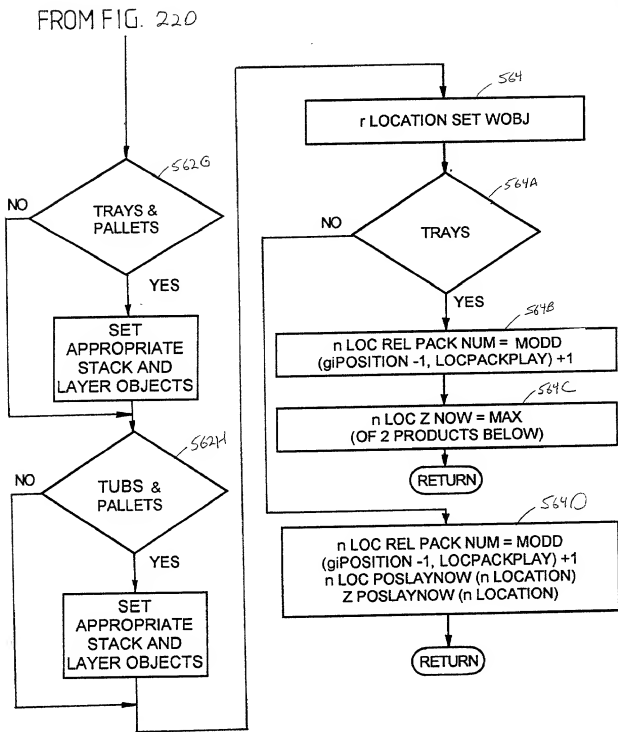 FROM FIG. 220
562G
TRAYS &
PALLETS
NO
YES
SET
APPROPRIATE
STACK AND
LAYER OBJECTS
562H
TUBS &
PALLETS
NO
YES
SET
APPROPRIATE
STACK AND
LAYER OBJECTS
564
r LOCATION SET WOBJ
564A
TRAYS
NO
YES
564B
n LOC REL PACK NUM = MODD
(giPOSITION -1, LOCPACKPLAY) +1
564C
n LOC Z NOW = MAX
(OF 2 PRODUCTS BELOW)
RETURN
564D
n LOC REL PACK NUM = MODD
(giPOSITION -1, LOCPACKPLAY) +1
n LOC POSLAYNOW (n LOCATION)
Z POSLAYNOW (n LOCATION)
RETURN